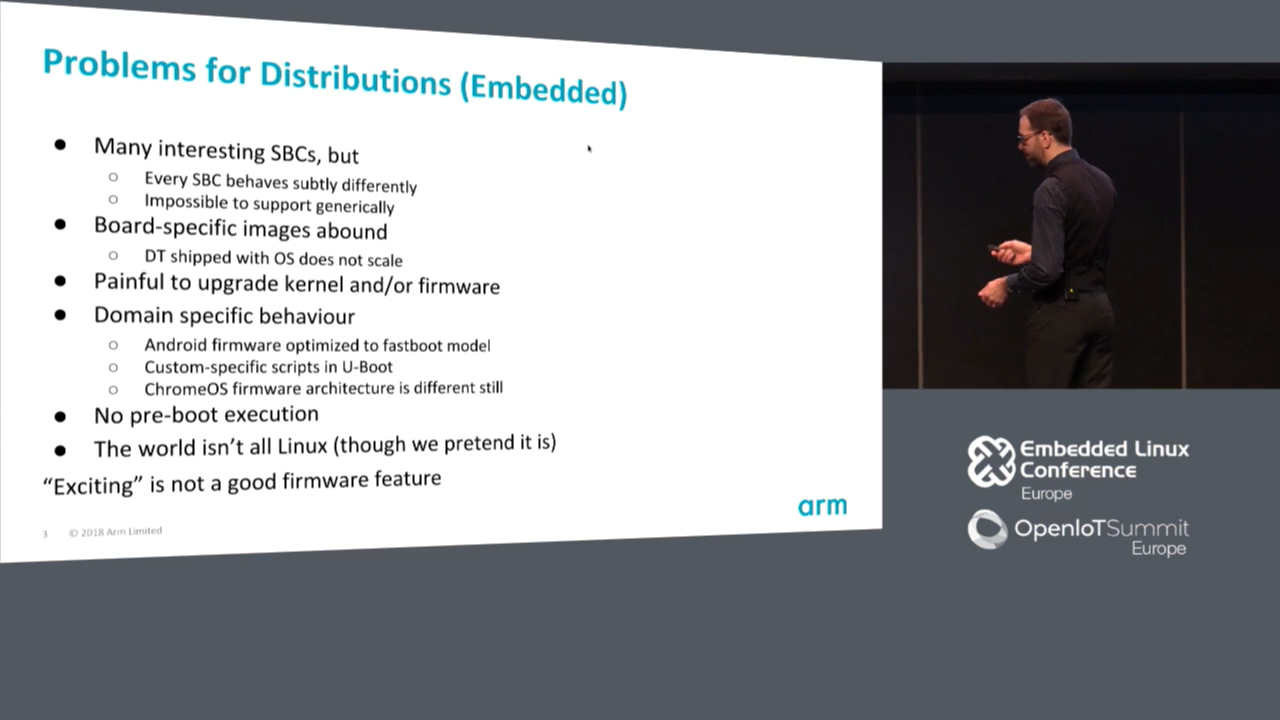 Problems for Distributions (Embedded)
● Many interesting SBCs, but
○ Every SBC behaves subtly differently
○ Impossible to support generically
● Board-specific images abound
○ DT shipped with OS does not scale
● Painful to upgrade kernel and/or firmware
● Domain specific behaviour
○ Android firmware optimized to fastboot model
○ Custom-specific scripts in U-Boot
○ ChromeOS firmware architecture is different still
● No pre-boot execution
● The world isn’t all Linux (though we pretend it is)
“Exciting” is not a good firmware feature
arm
3 © 2018 Arm Limited
Embedded Linux
Conference
Europe
OpenIoTSummit
Europe